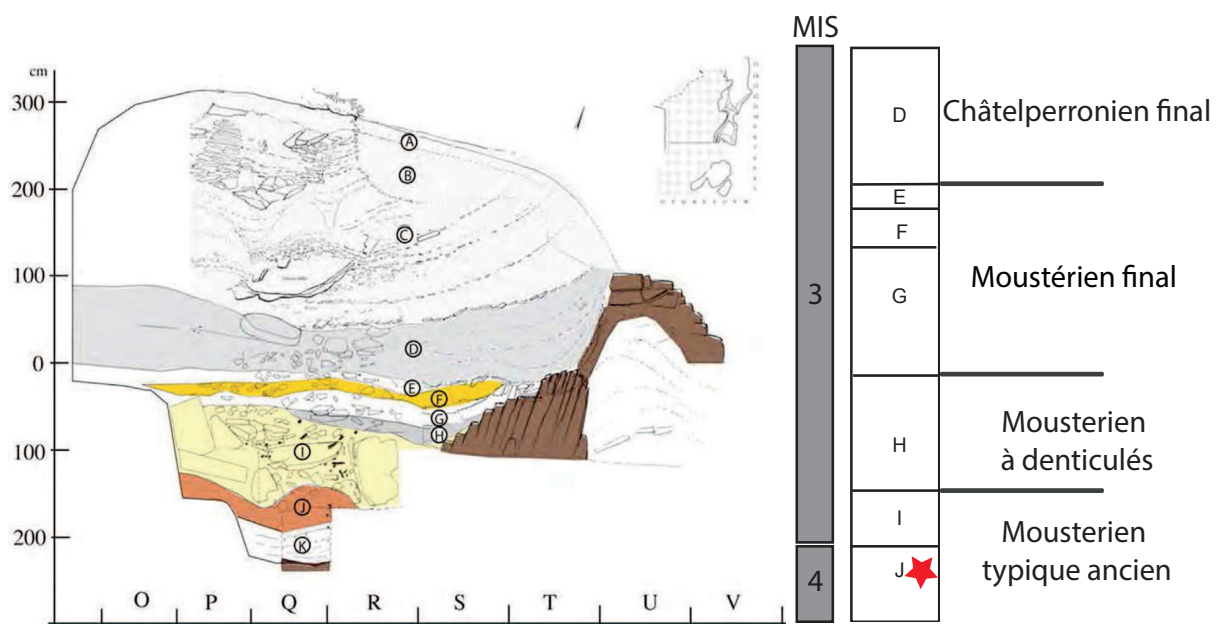 cm
300
200
100
0
100
200
A
B
C
D
E
F
G
H
I
J
K
O P Q R S T U V
MIS
3
4
D
E
F
G
H
I
J
Châtelperronien final
Moustérien final
Mousterien
à denticulés
Mousterien
typique ancien